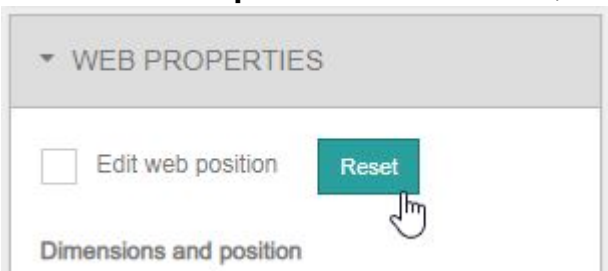 WEB PROPERTIES
Edit web position Reset
Dimensions and position